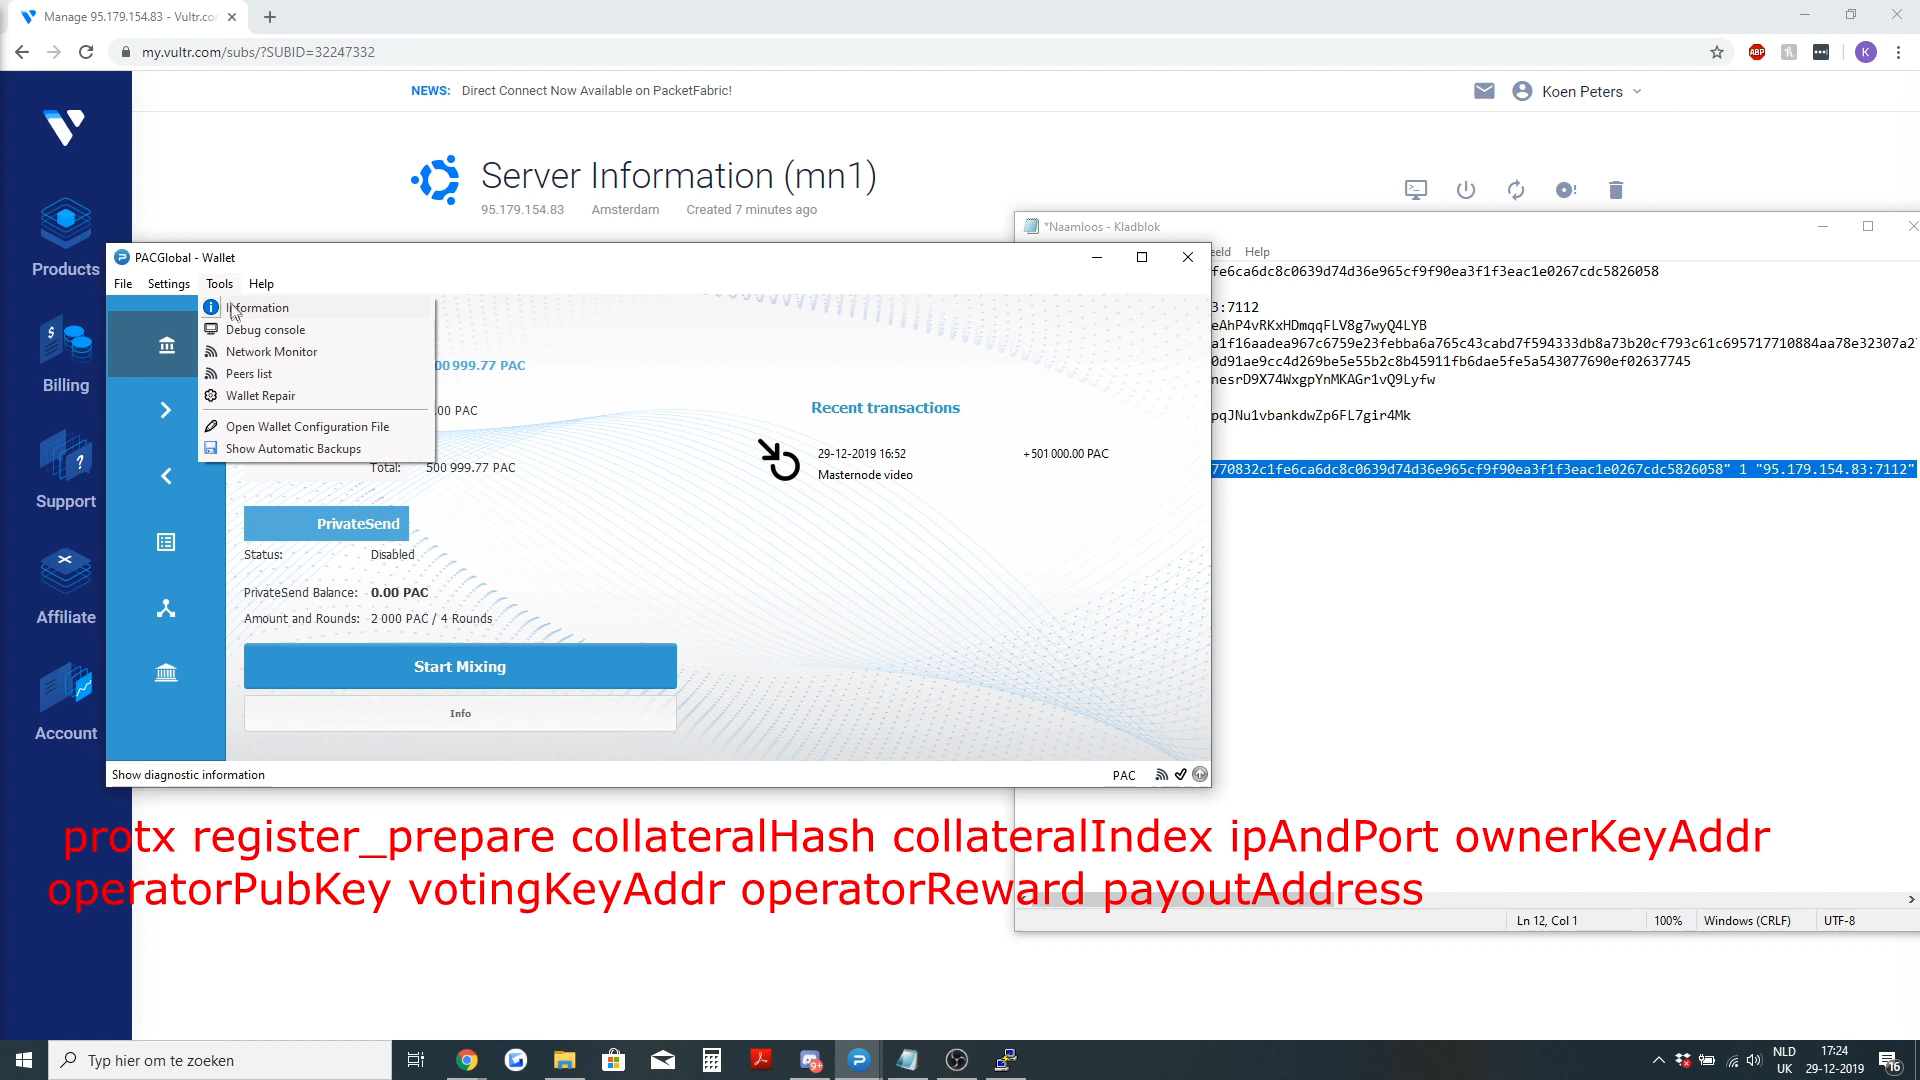 Manage 95.179.154.83 - Vultr.co
my.vultr.com/subs/?SUBID=32247332
ABP
K
NEWS: Direct Connect Now Available on PacketFabric!
Koen Peters
Server Information (mn1)
95.179.154.83 Amsterdam Created 7 minutes ago
Products
Billing
Support
Affiliate
Account
*Naamloos - Kladblok
eeld Help
fe6ca6dc8c0639d74d36e965cf9f90ea3f1f3eac1e0267cdc5826058
3:7112
eAhP4vRKxHDmqqFLV8g7wyQ4LYB
a1f16aadea967c6759e23febba6a765c43cabd7f594333db8a73b20cf793c61c695717710884aa78e32307a2
0d91ae9cc4d269be5e55b2c8b45911fb6dae5fe5a543077690ef02637745
nesrD9X74WxgpYnMKAGr1vQ9Lyfw
pqJNu1vbankdwZp6FL7gir4Mk
770832c1fe6ca6dc8c0639d74d36e965cf9f90ea3f1f3eac1e0267cdc5826058" 1 "95.179.154.83:7112"
Ln 12, Col 1 100% Windows (CRLF) UTF-8
PACGlobal - Wallet
File Settings Tools Help
Information
Debug console
Network Monitor
Peers list
Wallet Repair
Open Wallet Configuration File
Show Automatic Backups
00 999.77 PAC
.00 PAC
Total: 500 999.77 PAC
Recent transactions
29-12-2019 16:52 +501 000.00 PAC
Masternode video
PrivateSend
Status: Disabled
PrivateSend Balance: 0.00 PAC
Amount and Rounds: 2 000 PAC / 4 Rounds
Start Mixing
Info
Show diagnostic information
PAC
protx register_prepare collateralHash collateralIndex ipAndPort ownerKeyAddr
operatorPubKey votingKeyAddr operatorReward payoutAddress
Typ hier om te zoeken
NLD
UK
17:24
29-12-2019
16